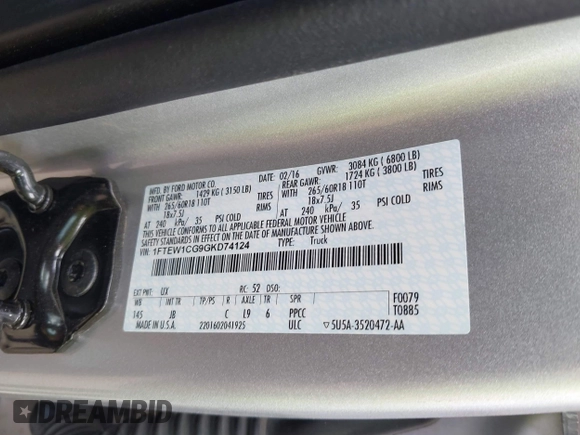 MFD. BY FORD MOTOR CO.
DATE: 02/16 GVWR: 3084 KG ( 6800 LB)
FRONT GAWR: 1429 KG ( 3150 LB) REAR GAWR: 1724 KG ( 3800 LB)
WITH 265/60R18 110T TIRES WITH 265/60R18 110T TIRES
18x7.5J RIMS 18x7.5J RIMS
AT 240 kPa/ 35 PSI COLD AT 240 kPa/ 35 PSI COLD
THIS VEHICLE CONFORMS TO ALL APPLICABLE FEDERAL MOTOR VEHICLE
SAFETY STANDARDS IN EFFECT ON THE DATE OF MANUFACTURE SHOWN ABOVE.
VIN: 1FTEW1CG9GKD74124 TYPE: Truck
EXT PNT: UX RC: 52 DSO:
WB INT TR TP/PS R AXLE TR SPR F0079
145 JB C L9 6 PPCC T0885
MADE IN U.S.A. 2201602041925 ULC ▽5U5A-3520472-AA
DREAMBID